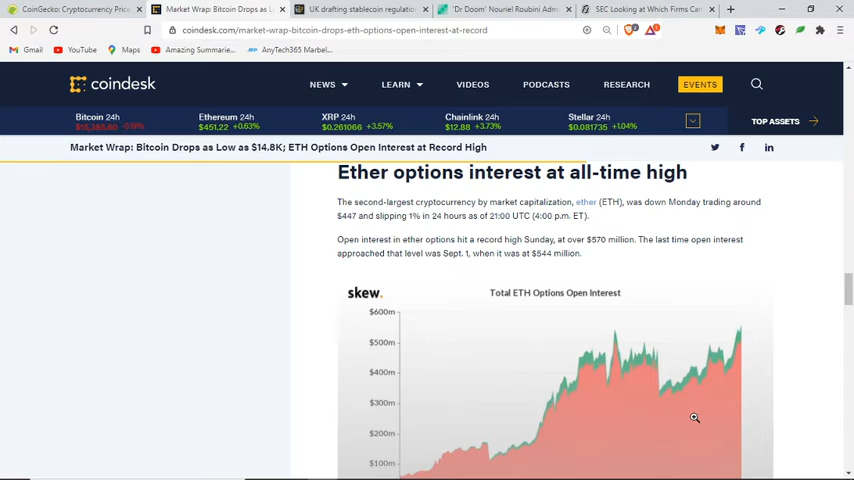 CoinGecko: Cryptocurrency Price
Market Wrap: Bitcoin Drops as L
UK drafting stablecoin regulation
'Dr Doom' Nouriel Roubini Adm
SEC Looking at Which Firms Can
coindesk.com/market-wrap-bitcoin-drops-eth-options-open-interest-at-record
Gmail YouTube Maps Amazing Summarie... AnyTech365 Marbel...
coindesk NEWS LEARN VIDEOS PODCASTS RESEARCH EVENTS
Bitcoin 24h Ethereum 24h XRP 24h Chainlink 24h Stellar 24h
$15,385.60 -0.19% $451.22 +0.63% $0.261066 +3.57% $12.88 +3.73% $0.081735 +1.04% TOP ASSETS
Market Wrap: Bitcoin Drops as Low as $14.8K; ETH Options Open Interest at Record High
Ether options interest at all-time high
The second-largest cryptocurrency by market capitalization, ether (ETH), was down Monday trading around
$447 and slipping 1% in 24 hours as of 21:00 UTC (4:00 p.m. ET).
Open interest in ether options hit a record high Sunday, at over $570 million. The last time open interest
approached that level was Sept. 1, when it was at $544 million.
skew. Total ETH Options Open Interest
$600m
$500m
$400m
$300m
$200m
$100m